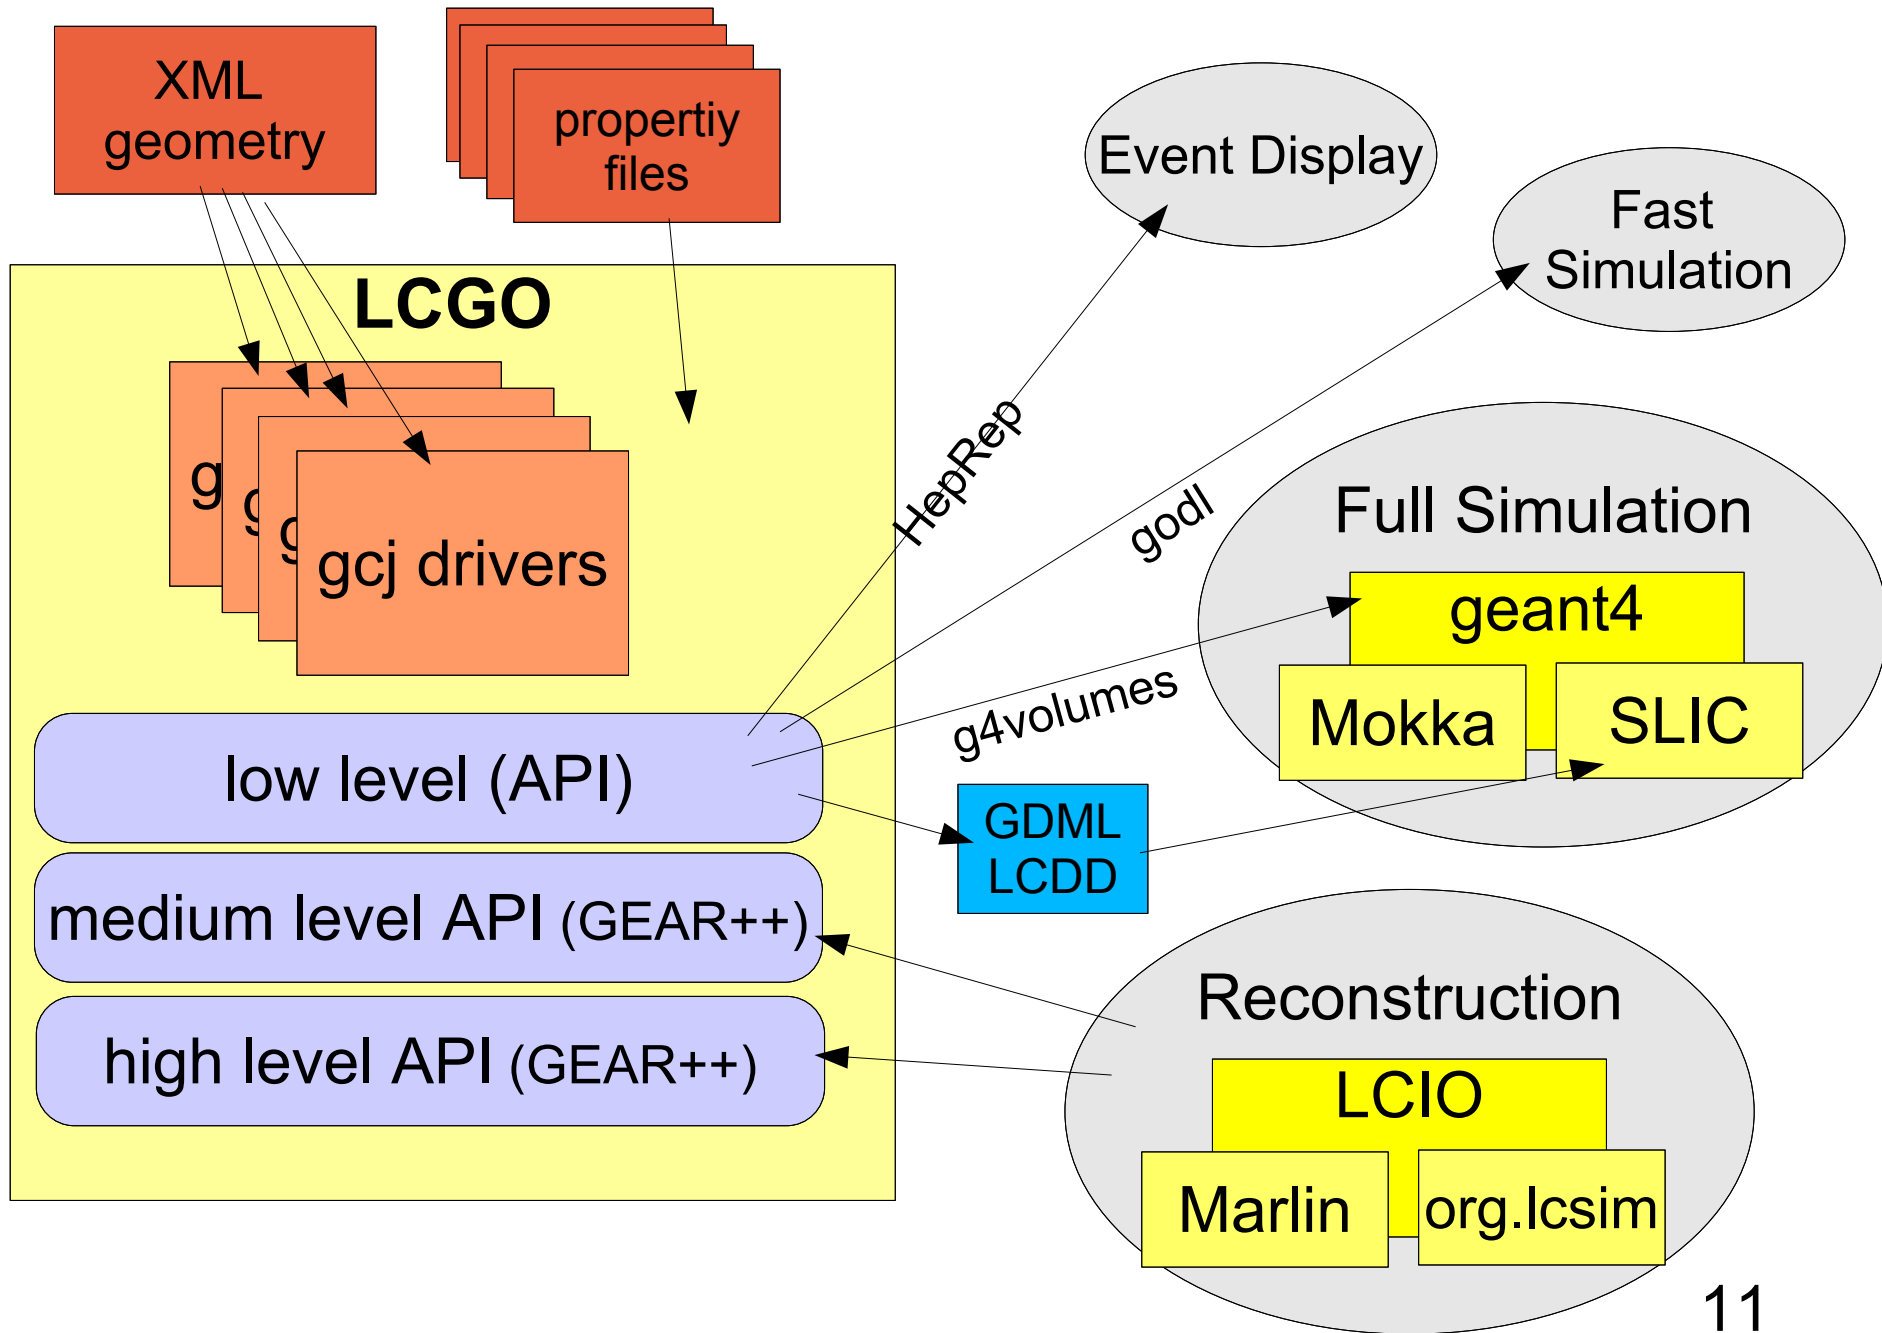 XML
geometry
propertiy
files
LCGO
g
g
g
gcj drivers
low level (API)
medium level API (GEAR++)
high level API (GEAR++)
HepRep
godl
g4volumes
GDML
LCDD
Event Display
Fast
Simulation
Full Simulation
geant4
Mokka
SLIC
Reconstruction
LCIO
Marlin
org.lcsim
11